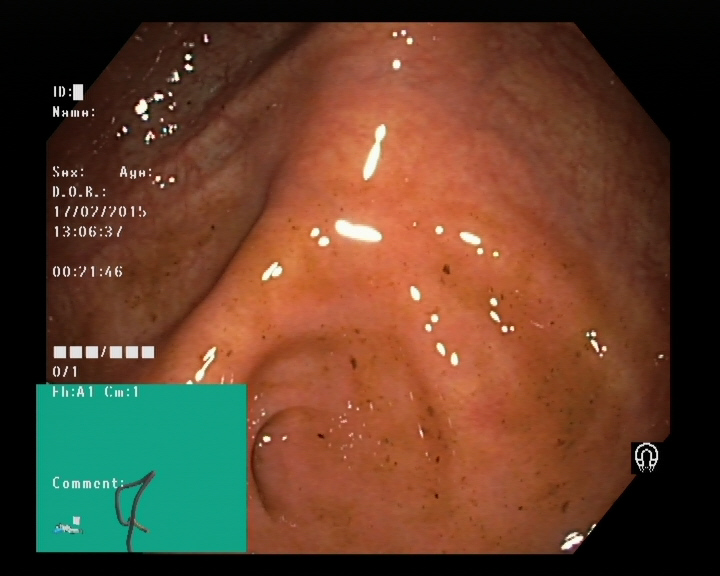 ID:
Name:
Sex: Age:
D.O.B.:
17/02/2015
13:06:37
00:21:46
0/1
Eh:A1 Cm:1
Comment: